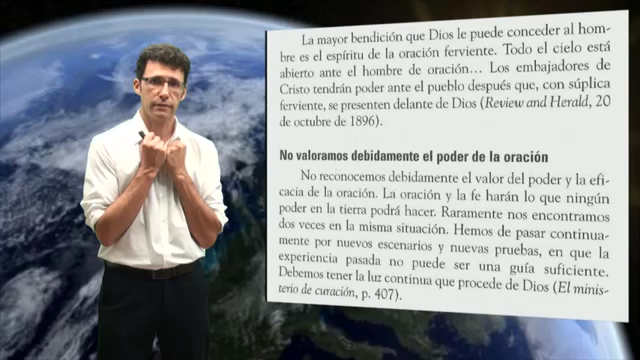 La mayor bendición que Dios le puede conceder al hom-
bre es el espíritu de la oración ferviente. Todo el cielo está
abierto ante el hombre de oración… Los embajadores de
Cristo tendrán poder ante el pueblo después que, con súplica
ferviente, se presenten delante de Dios (Review and Herald, 20
de octubre de 1896).
No valoramos debidamente el poder de la oración
No reconocemos debidamente el valor del poder y la efi-
cacia de la oración. La oración y la fe harán lo que ningún
poder en la tierra podrá hacer. Raramente nos encontramos
dos veces en la misma situación. Hemos de pasar continua-
mente por nuevos escenarios y nuevas pruebas, en que la
experiencia pasada no puede ser una guía suficiente.
Debemos tener la luz continua que procede de Dios (El minis-
terio de curación, p. 407).